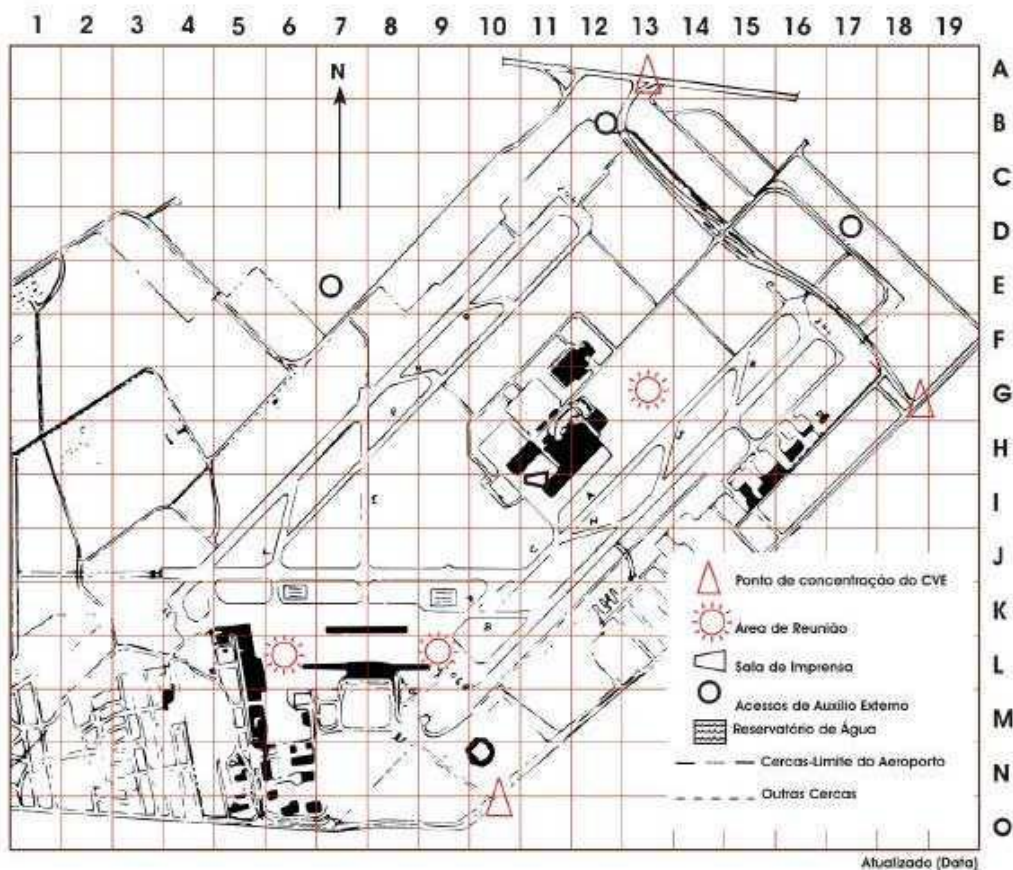 1 2 3 4 5 6 7 8 9 10 11 12 13 14 15 16 17 18 19
A
N
B
C
D
E
F
G
H
I
J
Ponto de concentração do CVE
K
Área de Reunião
L
Sala de Imprensa
Acessos de Auxílio Externo
M
Reservatório de Água
Cercas-Limite do Aeroporto
N
Outras Cercas
O
Atualizado (Data)